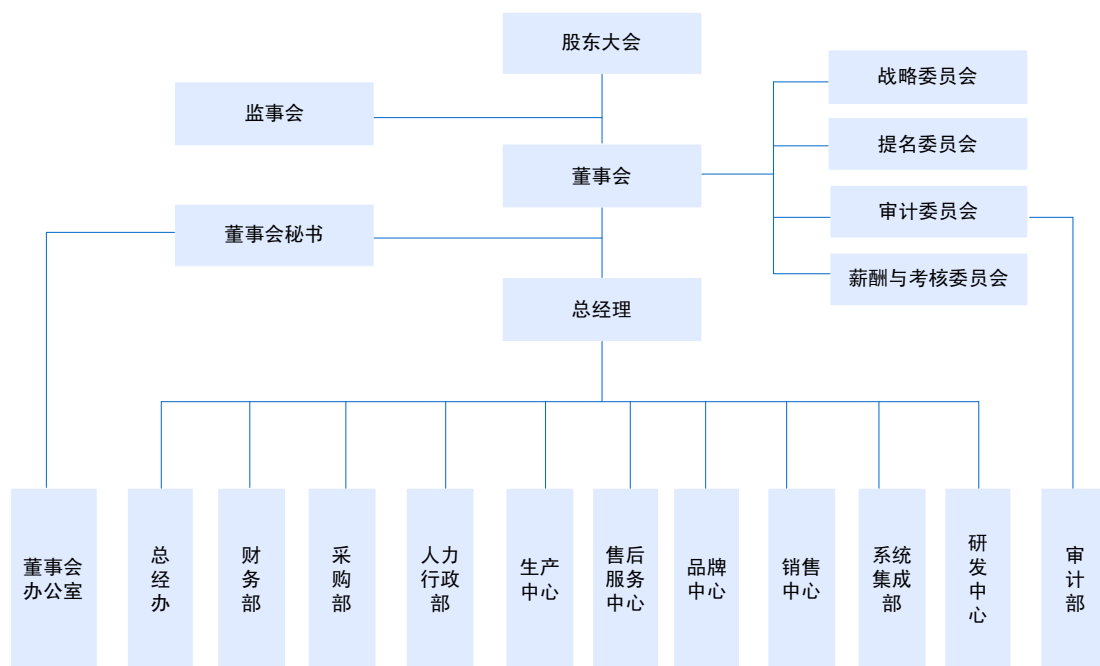 股东大会
战略委员会
监事会
提名委员会
董事会
审计委员会
董事会秘书
薪酬与考核委员会
总经理
董事会
办公室
总
经
办
财
务
部
采
购
部
人力
行政
部
生产
中心
售后
服务
中心
品牌
中心
销售
中心
系统
集成
部
研
发
中
心
审
计
部